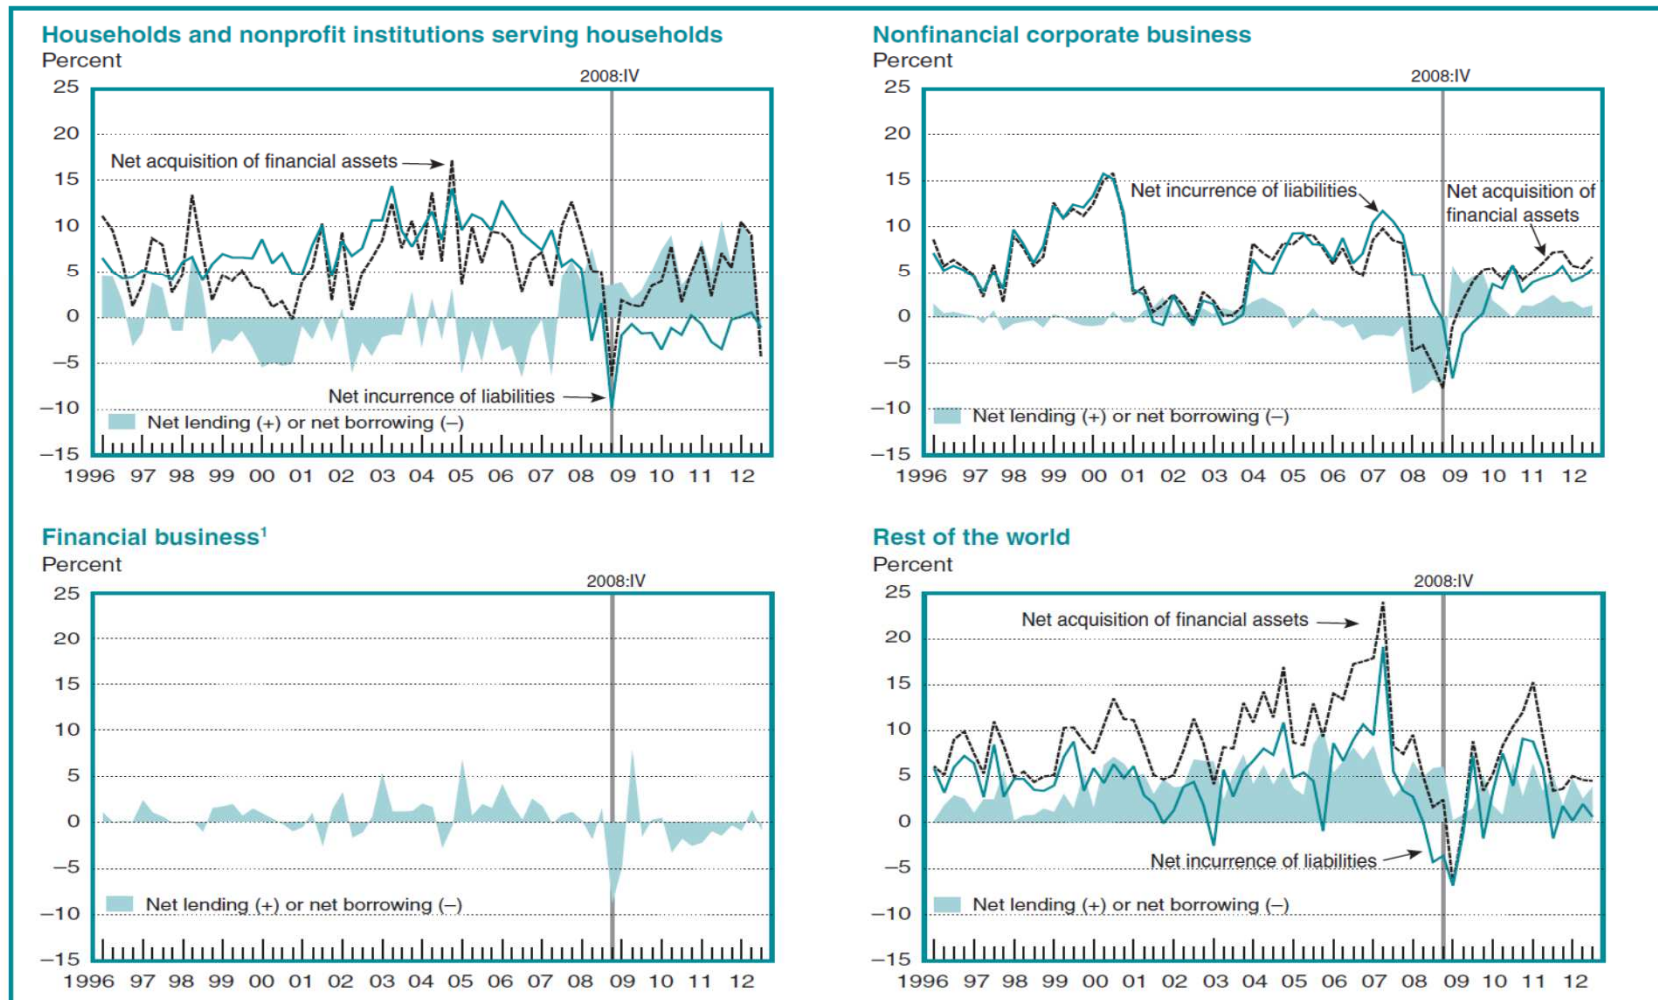 Households and nonprofit institutions serving households
Percent
2008:IV
25
20
15
10
5
0
−5
−10
−15
Net acquisition of financial assets
Net incurrence of liabilities
Net lending (+) or net borrowing (−)
1996 97 98 99 00 01 02 03 04 05 06 07 08 09 10 11 12
Nonfinancial corporate business
Percent
2008:IV
25
20
15
10
5
0
−5
−10
−15
Net incurrence of liabilities
Net acquisition of
financial assets
Net lending (+) or net borrowing (−)
1996 97 98 99 00 01 02 03 04 05 06 07 08 09 10 11 12
Financial business¹
Percent
2008:IV
25
20
15
10
5
0
−5
−10
−15
Net lending (+) or net borrowing (−)
1996 97 98 99 00 01 02 03 04 05 06 07 08 09 10 11 12
Rest of the world
Percent
2008:IV
25
20
15
10
5
0
−5
−10
−15
Net acquisition of financial assets
Net incurrence of liabilities
Net lending (+) or net borrowing (−)
1996 97 98 99 00 01 02 03 04 05 06 07 08 09 10 11 12